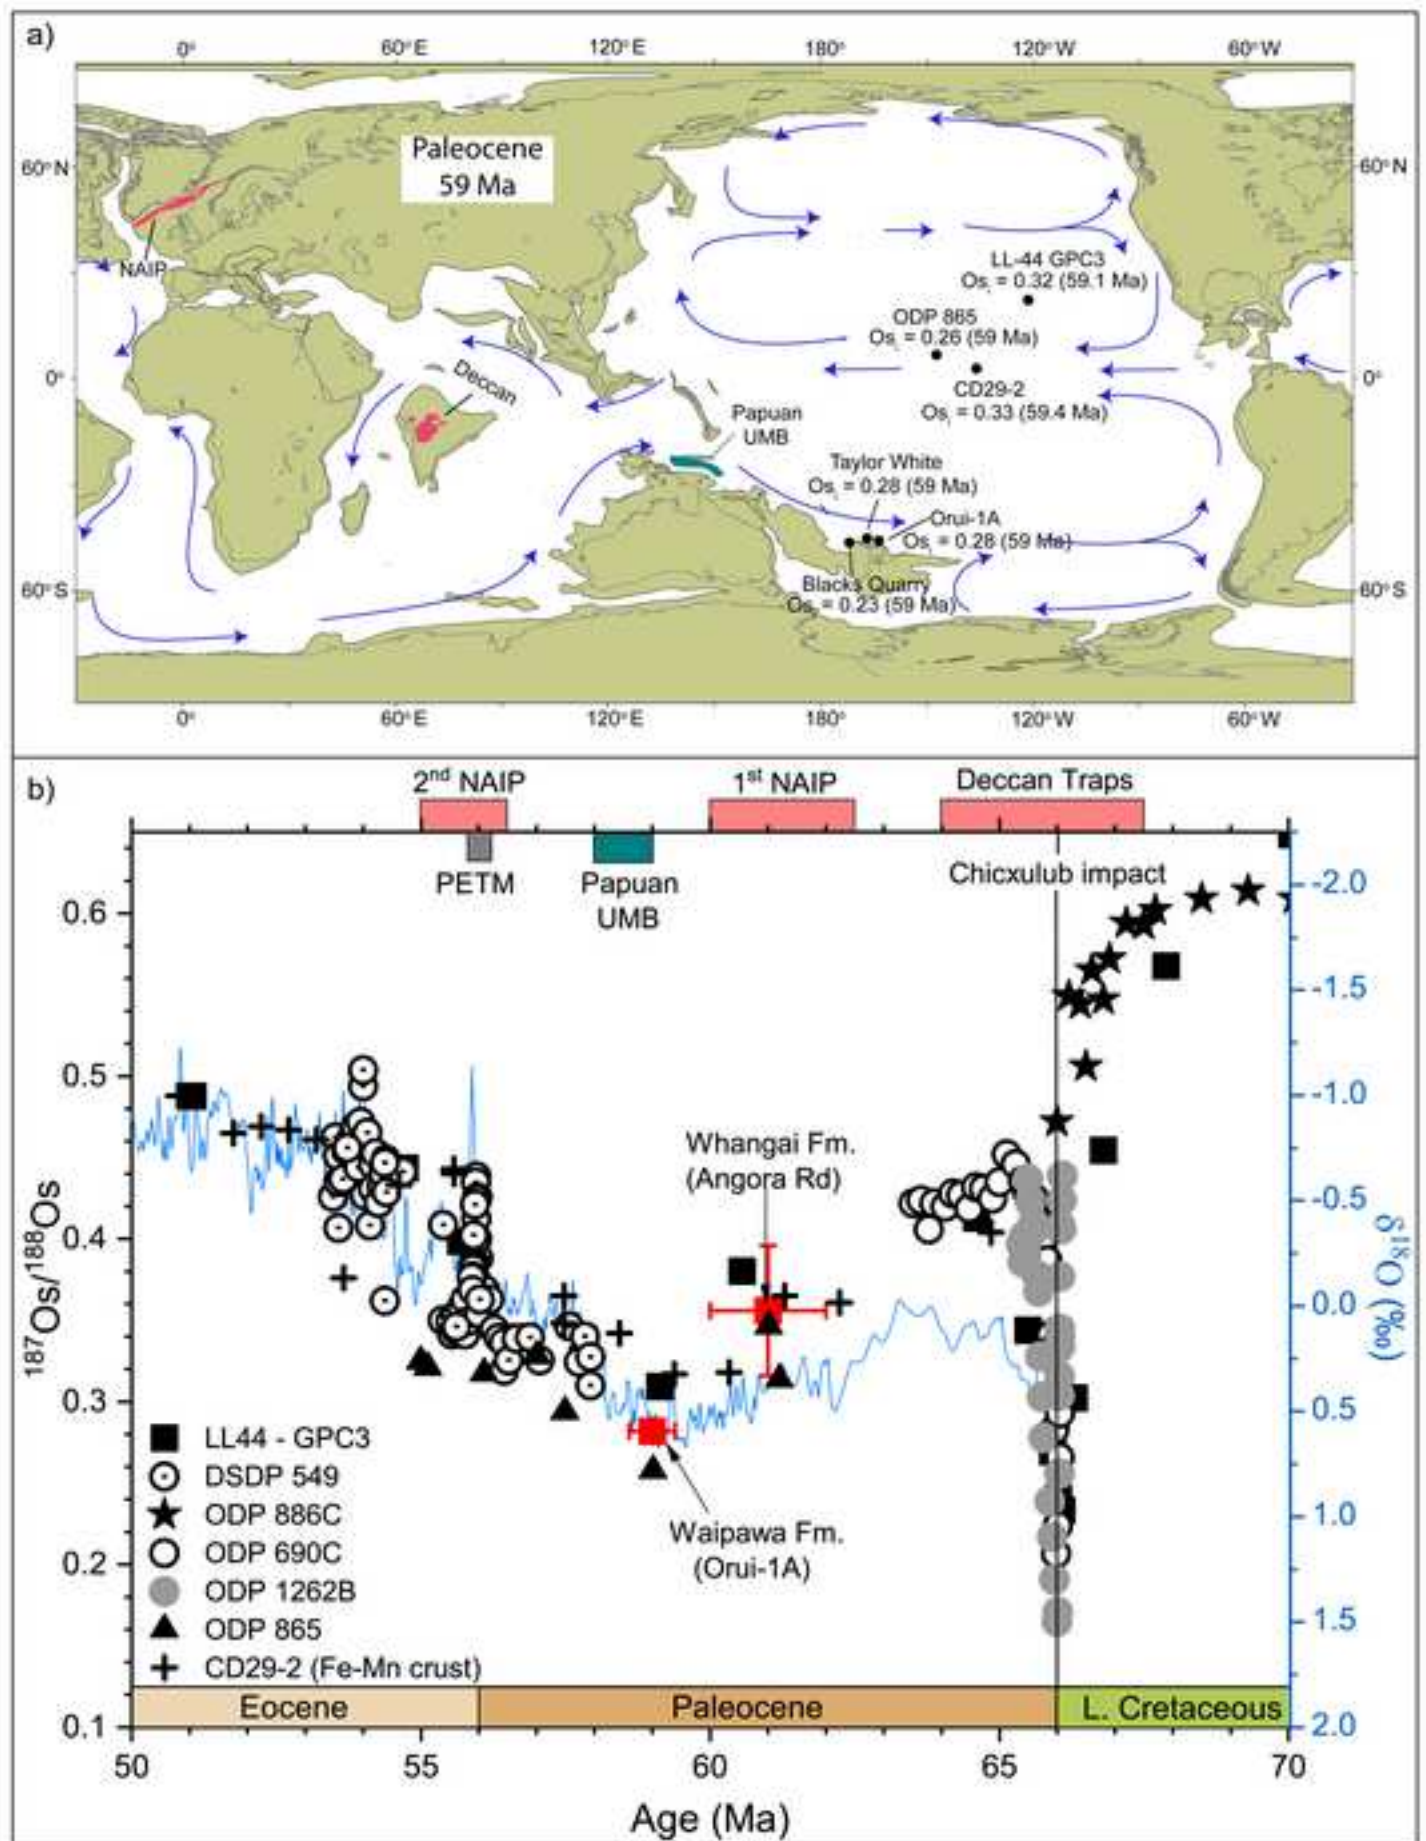 a)
0° 60° E 120° E 180° 120° W 60° W
Paleocene
59 Ma
60° N 60° N
NAIP
LL-44 GPC3
Osᵢ = 0.32 (59.1 Ma)
ODP 865
Osᵢ = 0.26 (59 Ma)
0° 0°
Deccan
CD29-2
Osᵢ = 0.33 (59.4 Ma)
Papuan
UMB
Taylor White
Osᵢ = 0.28 (59 Ma)
Orui-1A
Osᵢ = 0.28 (59 Ma)
Blacks Quarry
Osᵢ = 0.23 (59 Ma)
60° S 60° S
0° 60° E 120° E 180° 120° W 60° W
b)
2nd NAIP 1st NAIP Deccan Traps
PETM
Papuan
UMB
Chicxulub impact
0.6
0.5
0.4
0.3
0.2
0.1
187Os/188Os
-2.0
-1.5
-1.0
-0.5
0.0
0.5
1.0
1.5
2.0
δ18O (‰)
Whangai Fm.
(Angora Rd)
Waipawa Fm.
(Orui-1A)
LL44 - GPC3
DSDP 549
ODP 886C
ODP 690C
ODP 1262B
ODP 865
CD29-2 (Fe-Mn crust)
Eocene Paleocene L. Cretaceous
50 55 60 65 70
Age (Ma)